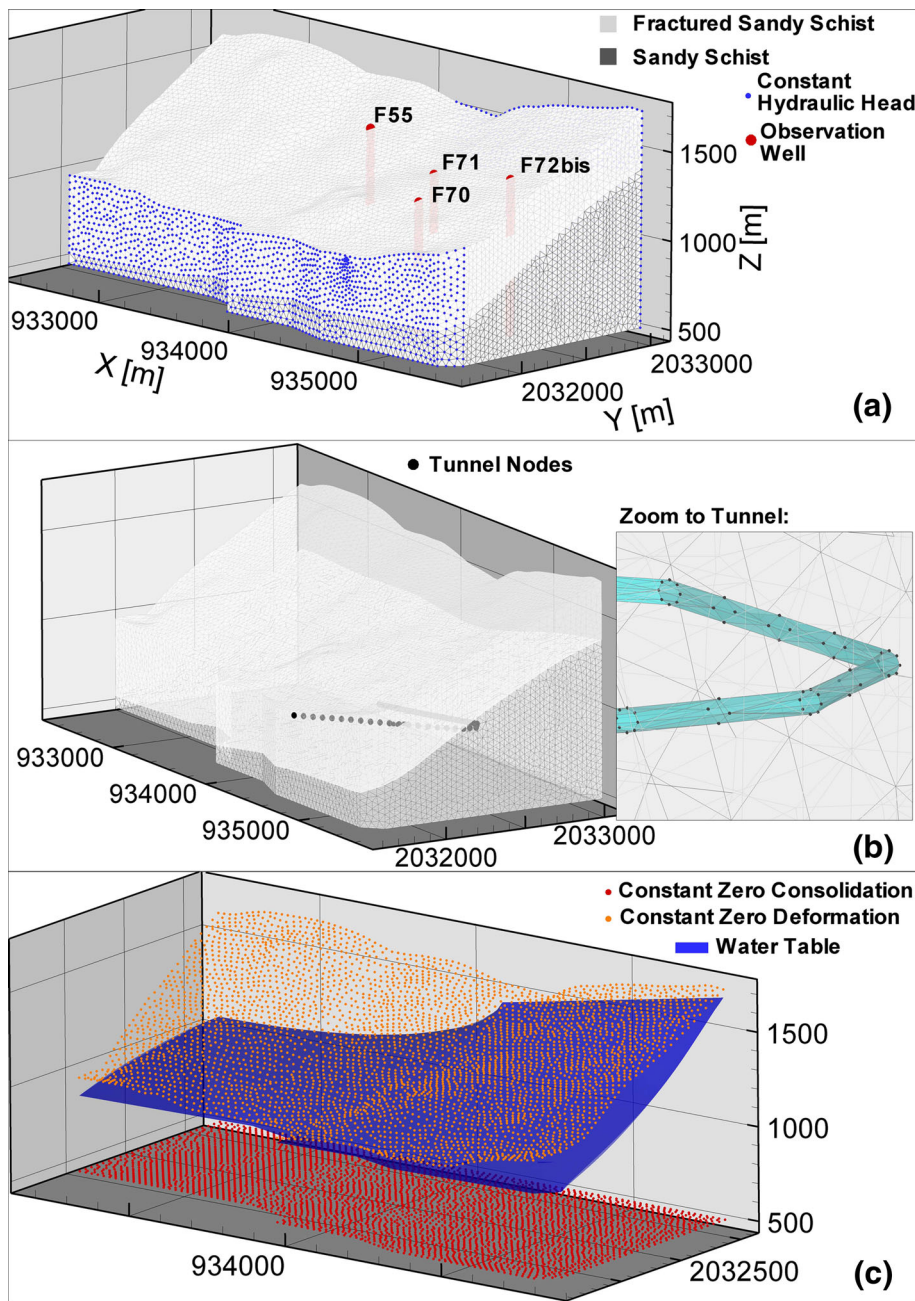 Fractured Sandy Schist
Sandy Schist
Constant
Hydraulic Head
Observation
Well
F55
F71
F72bis
F70
1500
1000
500
Z [m]
933000
934000
935000
X [m]
2033000
2032000
Y [m]
(a)
Tunnel Nodes
Zoom to Tunnel:
933000
934000
935000
2033000
2032000
(b)
Constant Zero Consolidation
Constant Zero Deformation
Water Table
1500
1000
500
934000
2032500
(c)